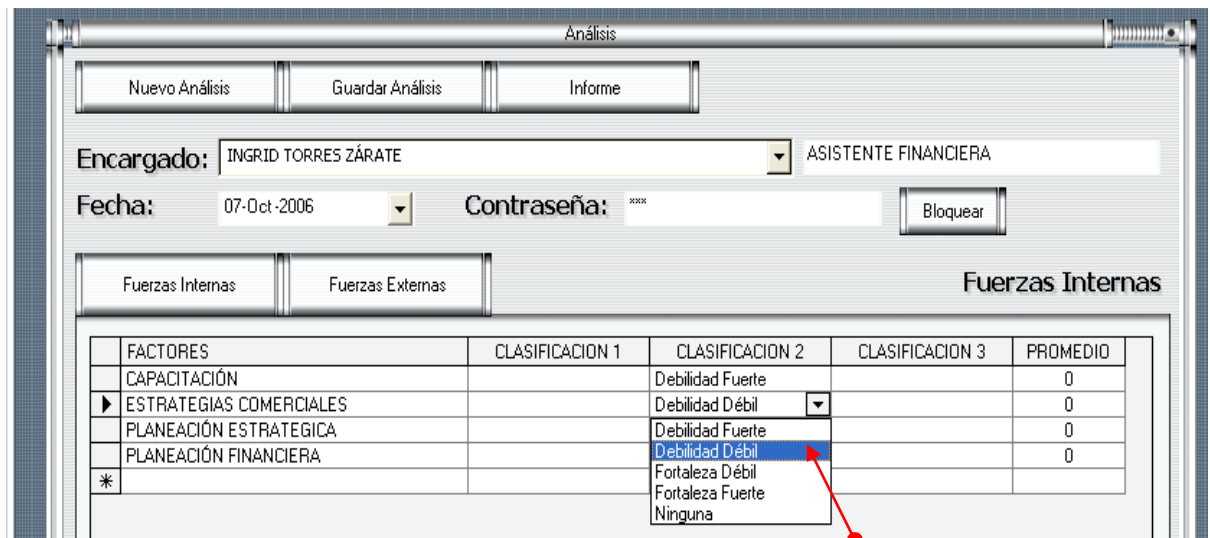 Análisis
Nuevo Análisis Guardar Análisis Informe
Encargado: INGRID TORRES ZÁRATE ASISTENTE FINANCIERA
Fecha: 07-Oct-2006 Contraseña: *** Bloquear
Fuerzas Internas Fuerzas Externas Fuerzas Internas
FACTORES CLASIFICACION 1 CLASIFICACION 2 CLASIFICACION 3 PROMEDIO
CAPACITACIÓN Debilidad Fuerte 0
ESTRATEGIAS COMERCIALES Debilidad Débil 0
PLANEACIÓN ESTRATEGICA Debilidad Fuerte 0
PLANEACIÓN FINANCIERA Debilidad Débil 0
* Fortaleza Débil
Fortaleza Fuerte
Ninguna